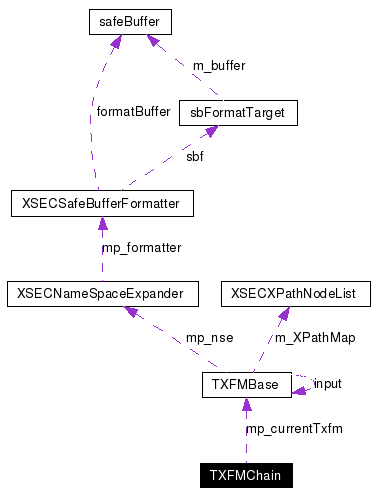 safeBuffer
m_buffer
formatBuffer
sbFormatTarget
sbf
XSECSafeBufferFormatter
mp_formatter
XSECNameSpaceExpander
XSECXPathNodeList
mp_nse
m_XPathMap
TXFMBase
input
mp_currentTxfm
TXFMChain